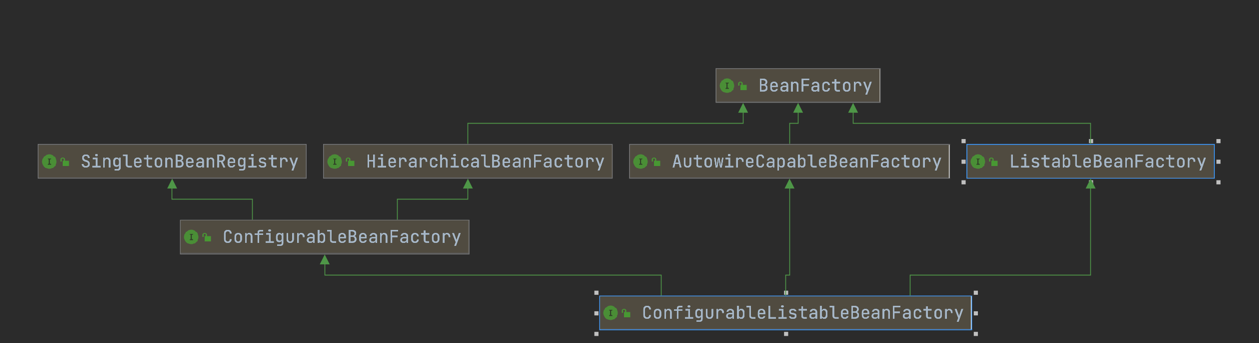 BeanFactory
SingletonBeanRegistry
HierarchicalBeanFactory
AutowireCapableBeanFactory
ListableBeanFactory
ConfigurableBeanFactory
ConfigurableListableBeanFactory